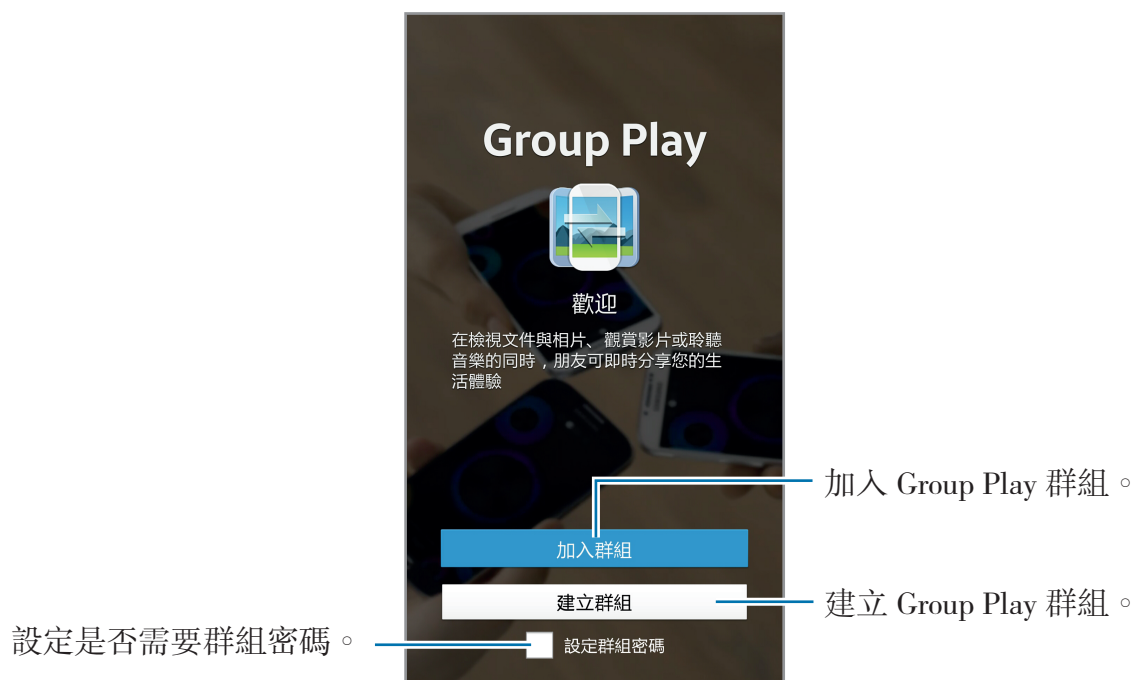 Group Play
歡迎
在檢視文件與相片、觀賞影片或聆聽
音樂的同時，朋友可即時分享您的生
活體驗
加入 Group Play 群組。
加入群組
建立群組
建立 Group Play 群組。
設定是否需要群組密碼。
設定群組密碼